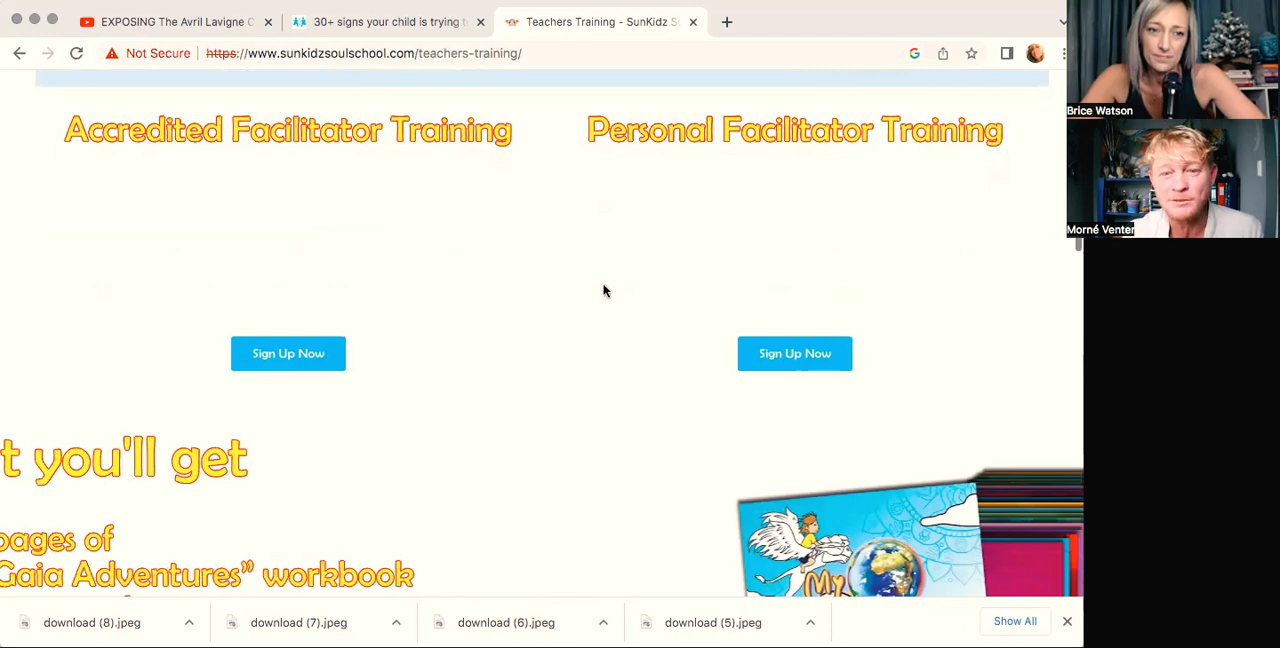 EXPOSING The Avril Lavigne C
30+ signs your child is trying t
Teachers Training - SunKidz S
Not Secure
https://www.sunkidzsoulschool.com/teachers-training/
Brice Watson
Morné Venter
Accredited Facilitator Training
Personal Facilitator Training
Sign Up Now
Sign Up Now
t you'll get
pages of
Gaia Adventures” workbook
My
download (8).jpeg
download (7).jpeg
download (6).jpeg
download (5).jpeg
Show All